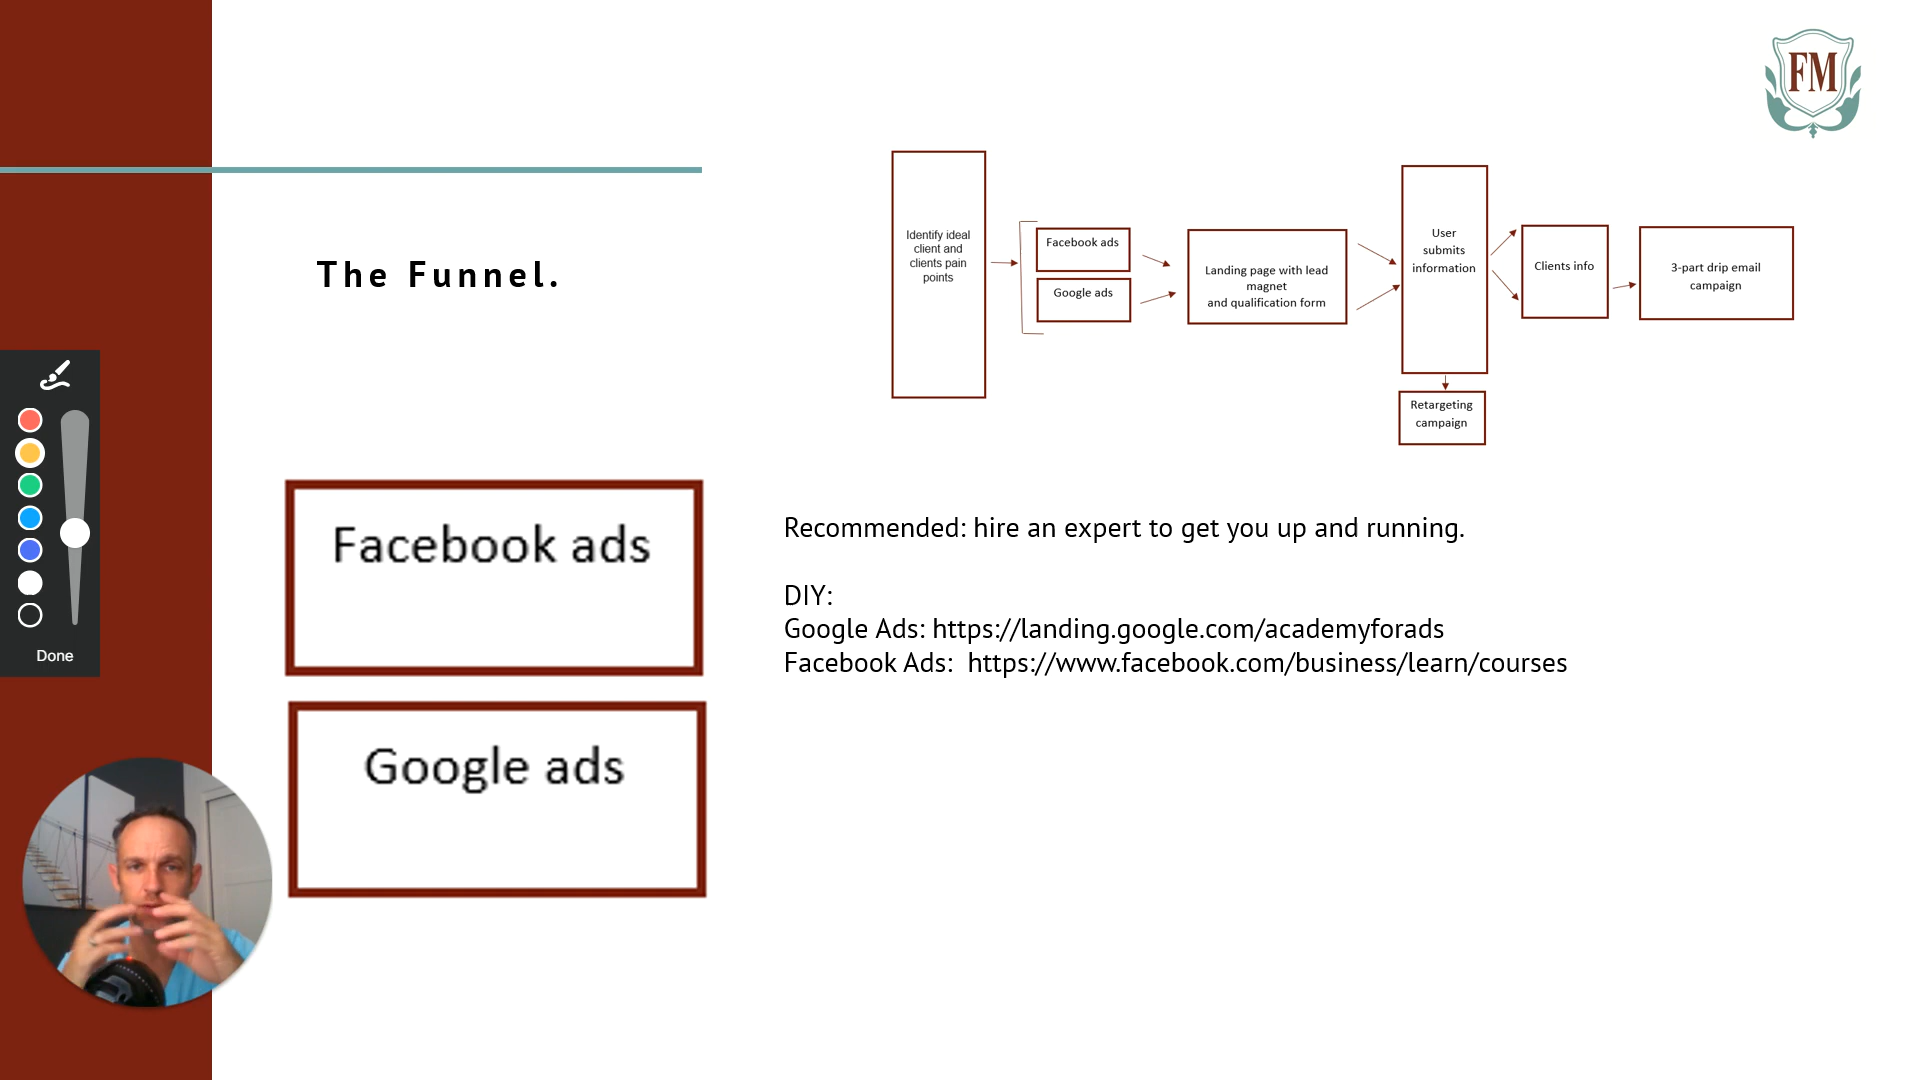 FM
The Funnel.
Identify ideal
client and
clients pain
points
Facebook ads
Google ads
Landing page with lead
magnet
and qualification form
User
submits
information
Clients info
3-part drip email
campaign
Retargeting
campaign
Facebook ads
Google ads
Recommended: hire an expert to get you up and running.
DIY:
Google Ads: https://landing.google.com/academyforads
Facebook Ads:  https://www.facebook.com/business/learn/courses
Done